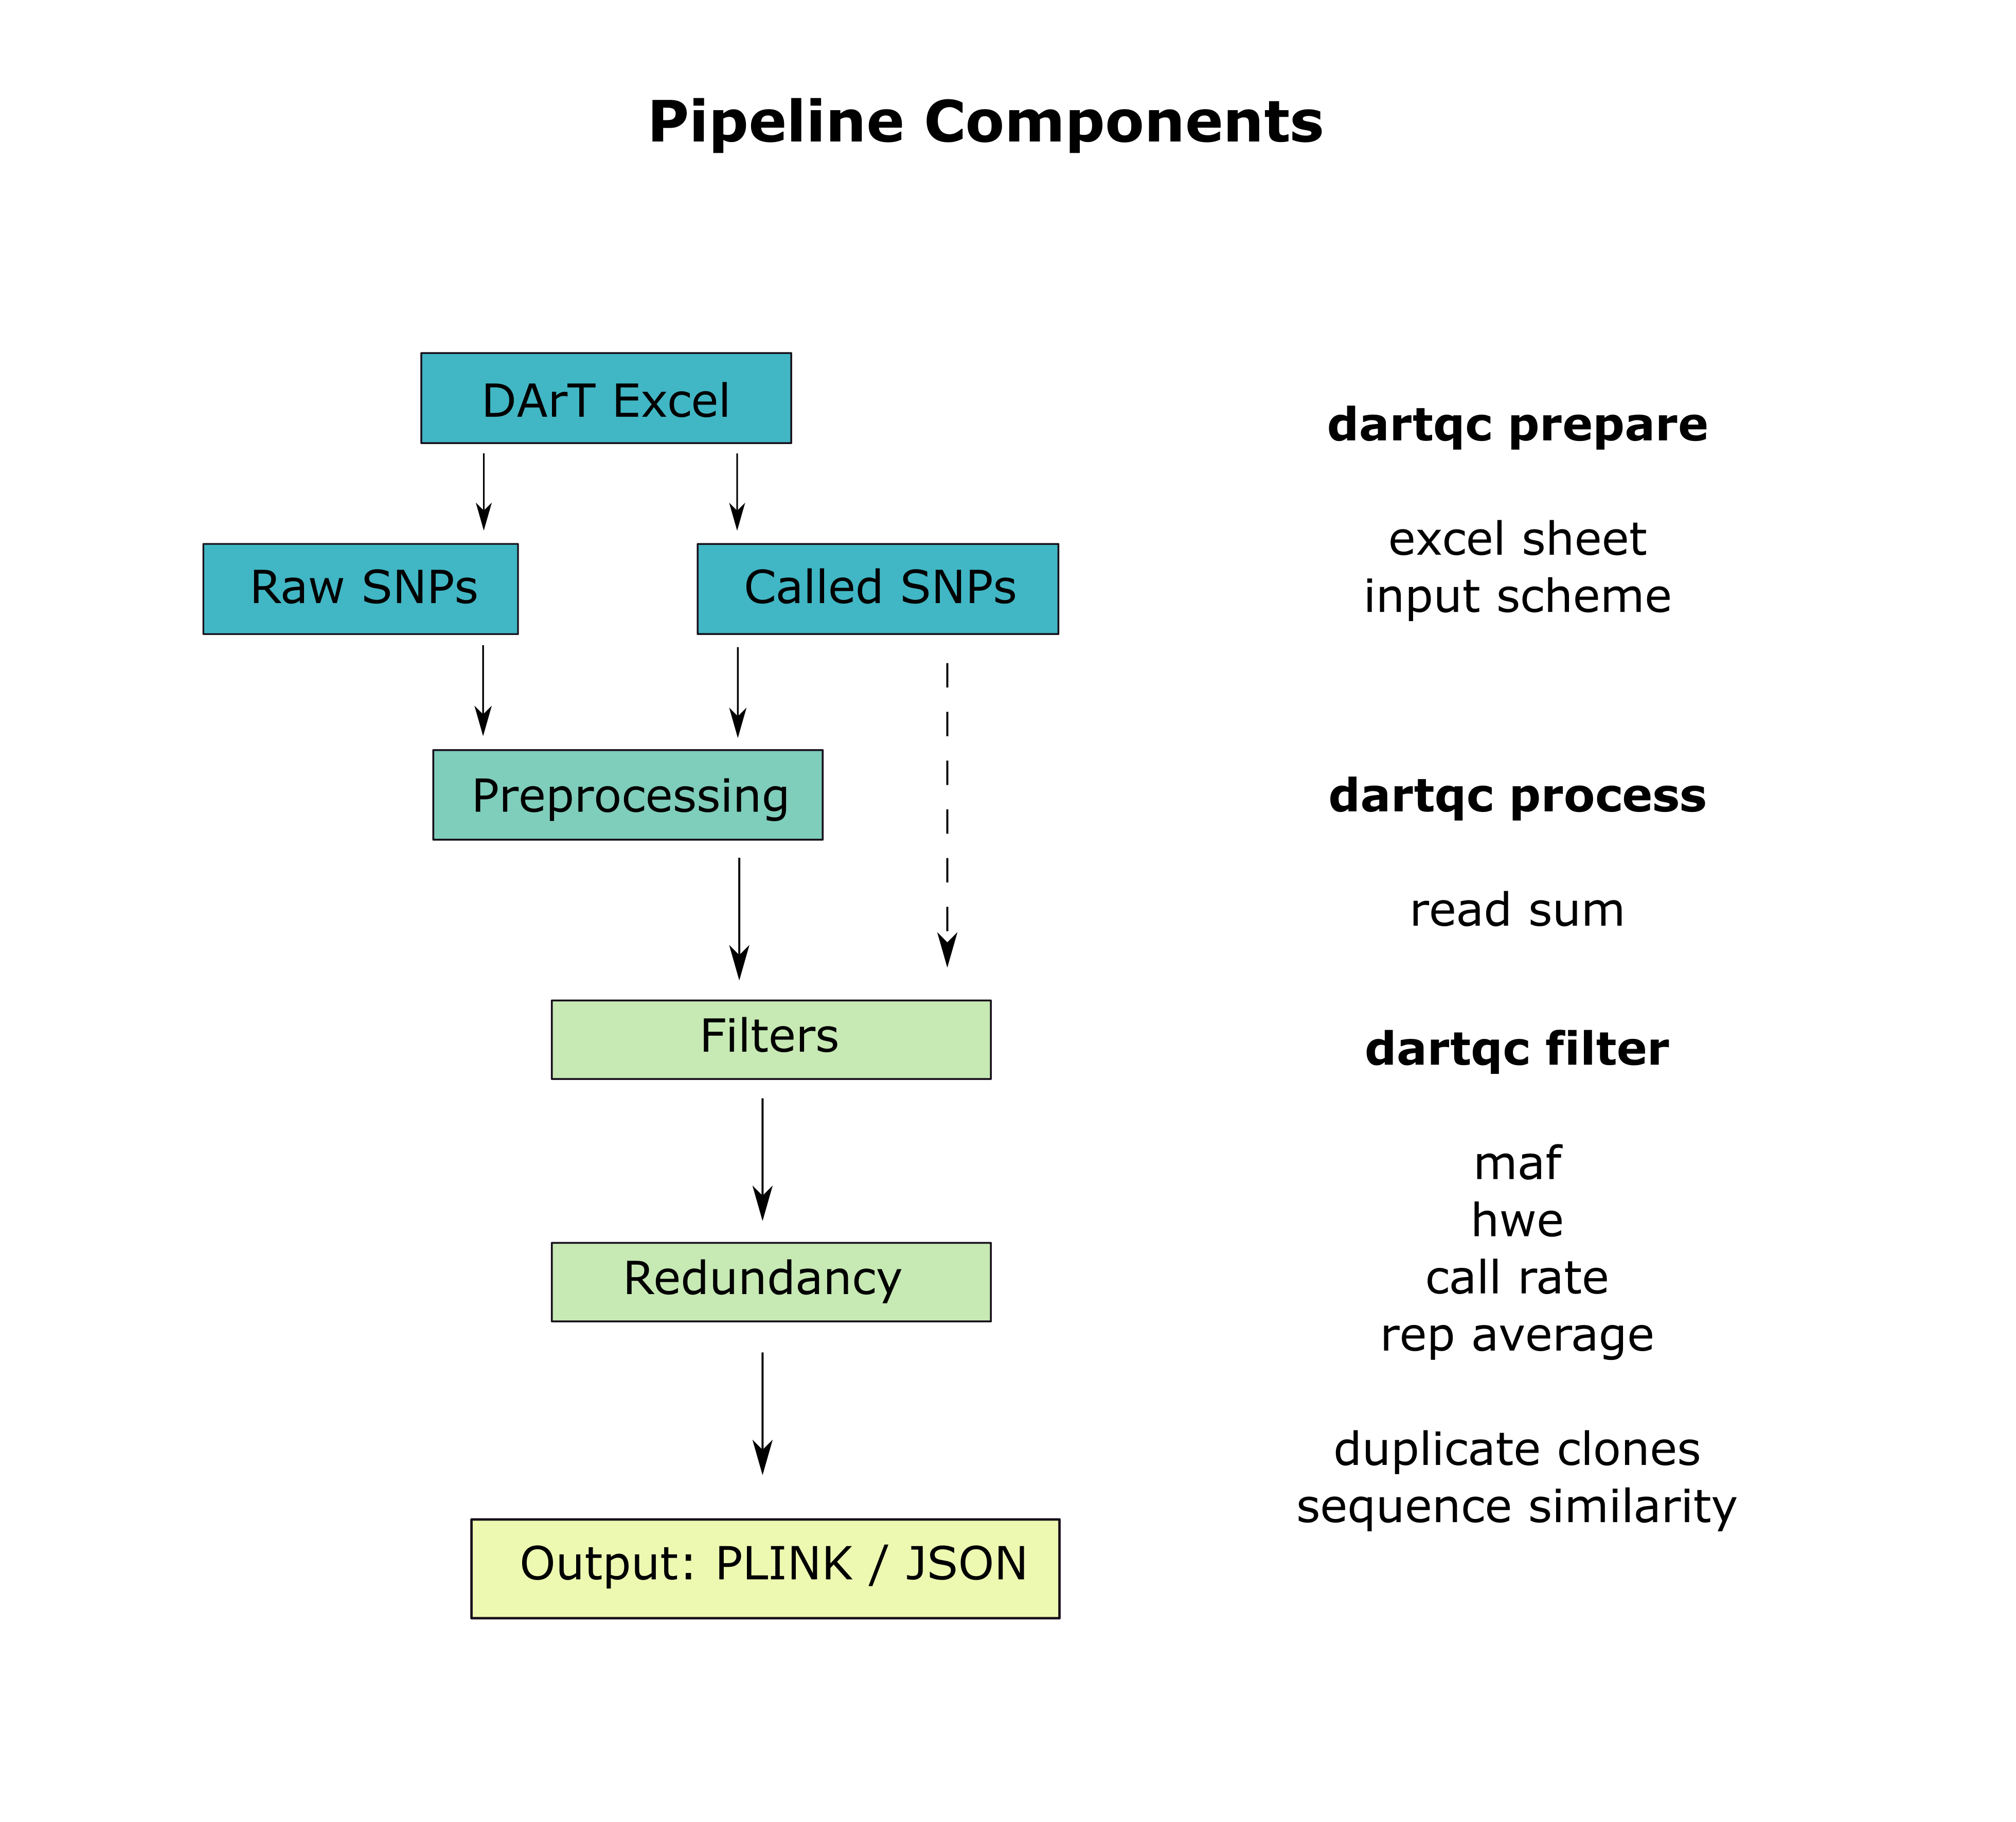 Pipeline Components
DArT Excel
Raw SNPs
Called SNPs
Preprocessing
Filters
Redundancy
Output: PLINK / JSON
dartqc prepare
excel sheet
input scheme
dartqc process
read sum
dartqc filter
maf
hwe
call rate
rep average
duplicate clones
sequence similarity